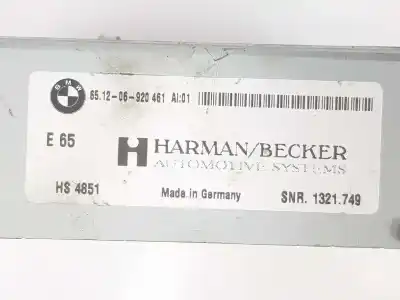 BMW
65.12-06-920 461 AI:01
E 65
H HARMAN/BECKER
AUTOMOTIVE SYSTEMS
HS 4851
Made in Germany
SNR. 1321.749